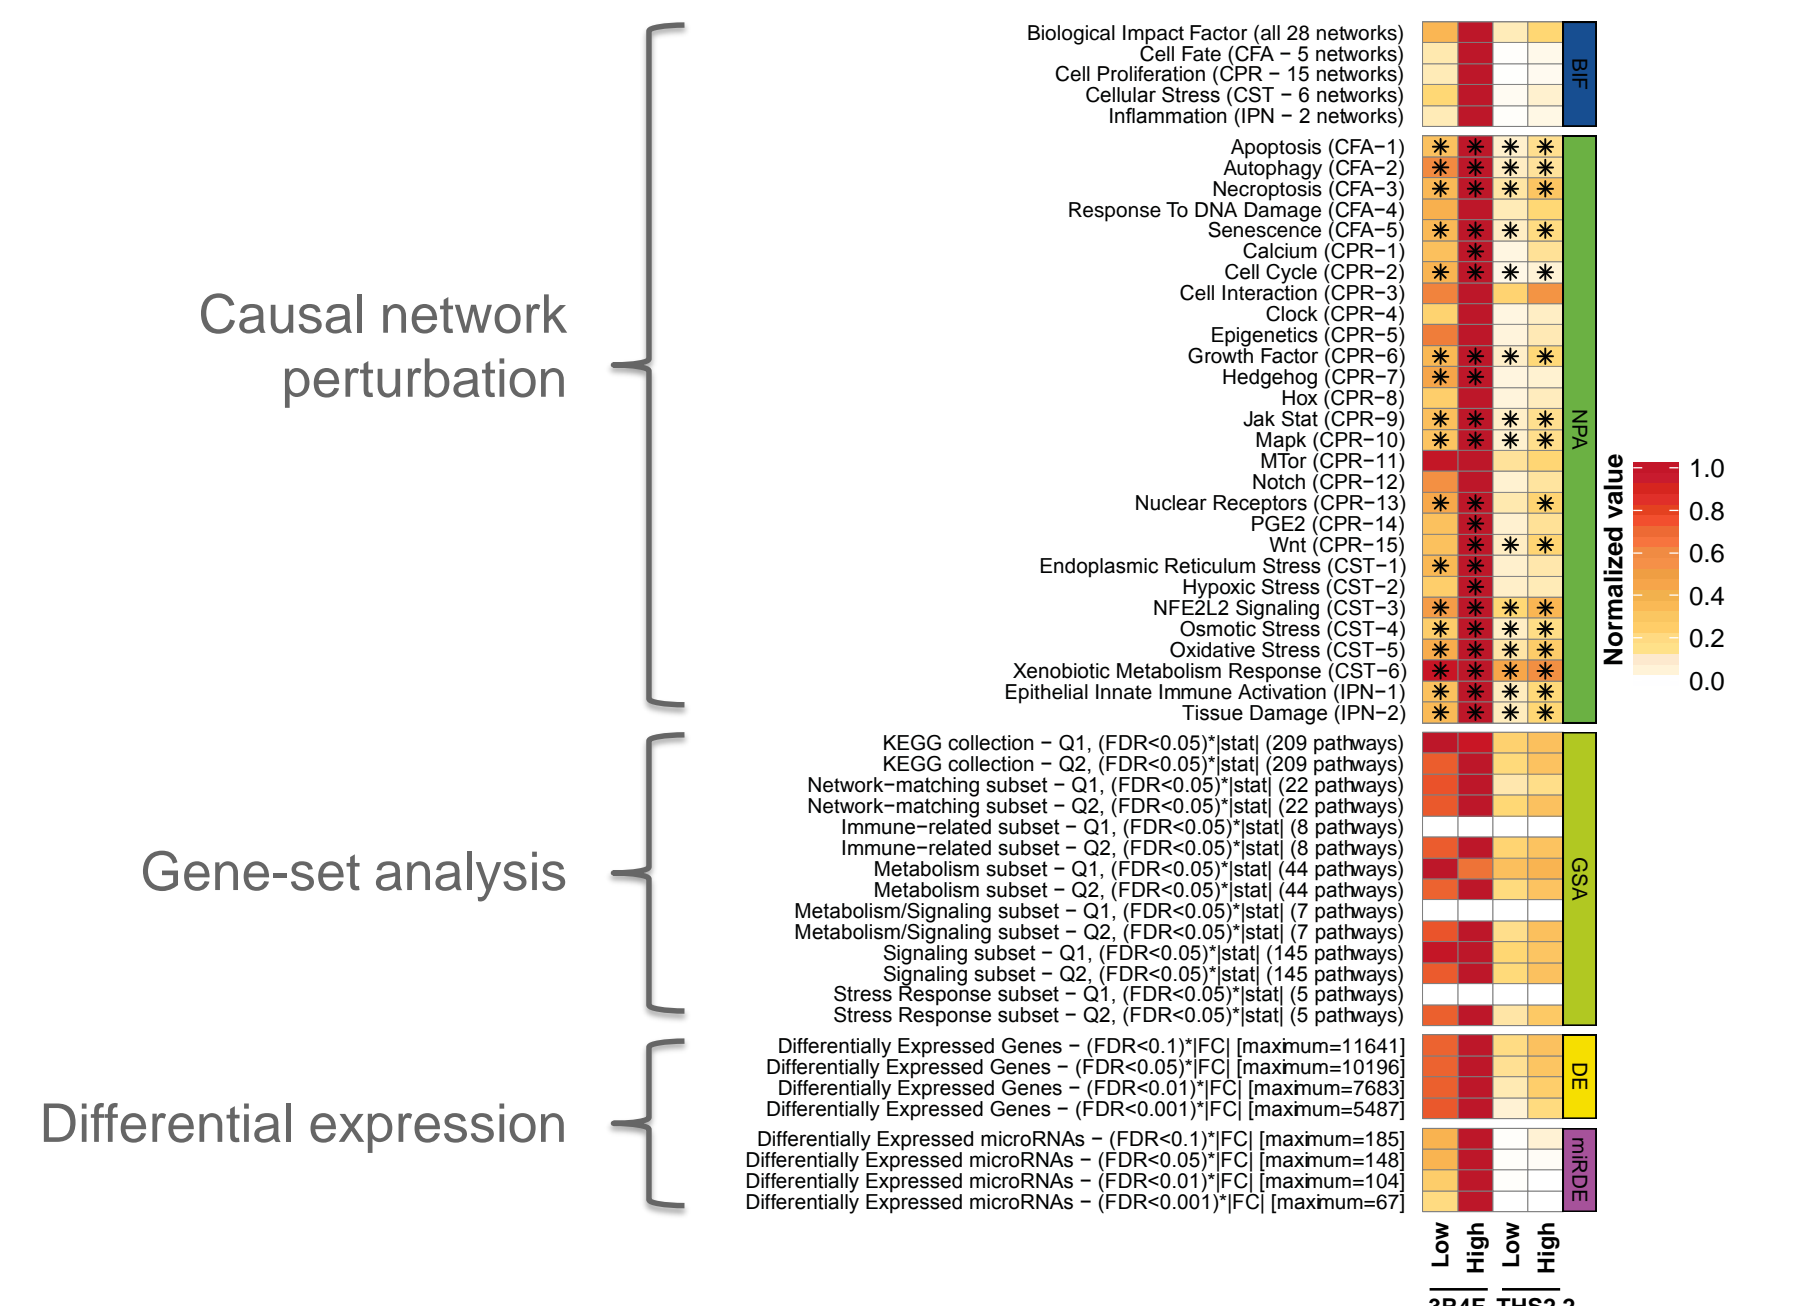 Causal network
perturbation
Gene-set analysis
Differential expression
Biological Impact Factor (all 28 networks)
Cell Fate (CFA − 5 networks)
Cell Proliferation (CPR − 15 networks)
Cellular Stress (CST − 6 networks)
Inflammation (IPN − 2 networks)
BIF
Apoptosis (CFA−1)
Autophagy (CFA−2)
Necroptosis (CFA−3)
Response To DNA Damage (CFA−4)
Senescence (CFA−5)
Calcium (CPR−1)
Cell Cycle (CPR−2)
Cell Interaction (CPR−3)
Clock (CPR−4)
Epigenetics (CPR−5)
Growth Factor (CPR−6)
Hedgehog (CPR−7)
Hox (CPR−8)
Jak Stat (CPR−9)
Mapk (CPR−10)
MTor (CPR−11)
Notch (CPR−12)
Nuclear Receptors (CPR−13)
PGE2 (CPR−14)
Wnt (CPR−15)
Endoplasmic Reticulum Stress (CST−1)
Hypoxic Stress (CST−2)
NFE2L2 Signaling (CST−3)
Osmotic Stress (CST−4)
Oxidative Stress (CST−5)
Xenobiotic Metabolism Response (CST−6)
Epithelial Innate Immune Activation (IPN−1)
Tissue Damage (IPN−2)
NPA
KEGG collection − Q1, (FDR<0.05)*|stat| (209 pathways)
KEGG collection − Q2, (FDR<0.05)*|stat| (209 pathways)
Network−matching subset − Q1, (FDR<0.05)*|stat| (22 pathways)
Network−matching subset − Q2, (FDR<0.05)*|stat| (22 pathways)
Immune−related subset − Q1, (FDR<0.05)*|stat| (8 pathways)
Immune−related subset − Q2, (FDR<0.05)*|stat| (8 pathways)
Metabolism subset − Q1, (FDR<0.05)*|stat| (44 pathways)
Metabolism subset − Q2, (FDR<0.05)*|stat| (44 pathways)
Metabolism/Signaling subset − Q1, (FDR<0.05)*|stat| (7 pathways)
Metabolism/Signaling subset − Q2, (FDR<0.05)*|stat| (7 pathways)
Signaling subset − Q1, (FDR<0.05)*|stat| (145 pathways)
Signaling subset − Q2, (FDR<0.05)*|stat| (145 pathways)
Stress Response subset − Q1, (FDR<0.05)*|stat| (5 pathways)
Stress Response subset − Q2, (FDR<0.05)*|stat| (5 pathways)
GSA
Differentially Expressed Genes − (FDR<0.1)*|FC| [maximum=11641]
Differentially Expressed Genes − (FDR<0.05)*|FC| [maximum=10196]
Differentially Expressed Genes − (FDR<0.01)*|FC| [maximum=7683]
Differentially Expressed Genes − (FDR<0.001)*|FC| [maximum=5487]
DE
Differentially Expressed microRNAs − (FDR<0.1)*|FC| [maximum=185]
Differentially Expressed microRNAs − (FDR<0.05)*|FC| [maximum=148]
Differentially Expressed microRNAs − (FDR<0.01)*|FC| [maximum=104]
Differentially Expressed microRNAs − (FDR<0.001)*|FC| [maximum=67]
miRDE
Low High Low High
3R4F THS2.2
Normalized value
1.0
0.8
0.6
0.4
0.2
0.0